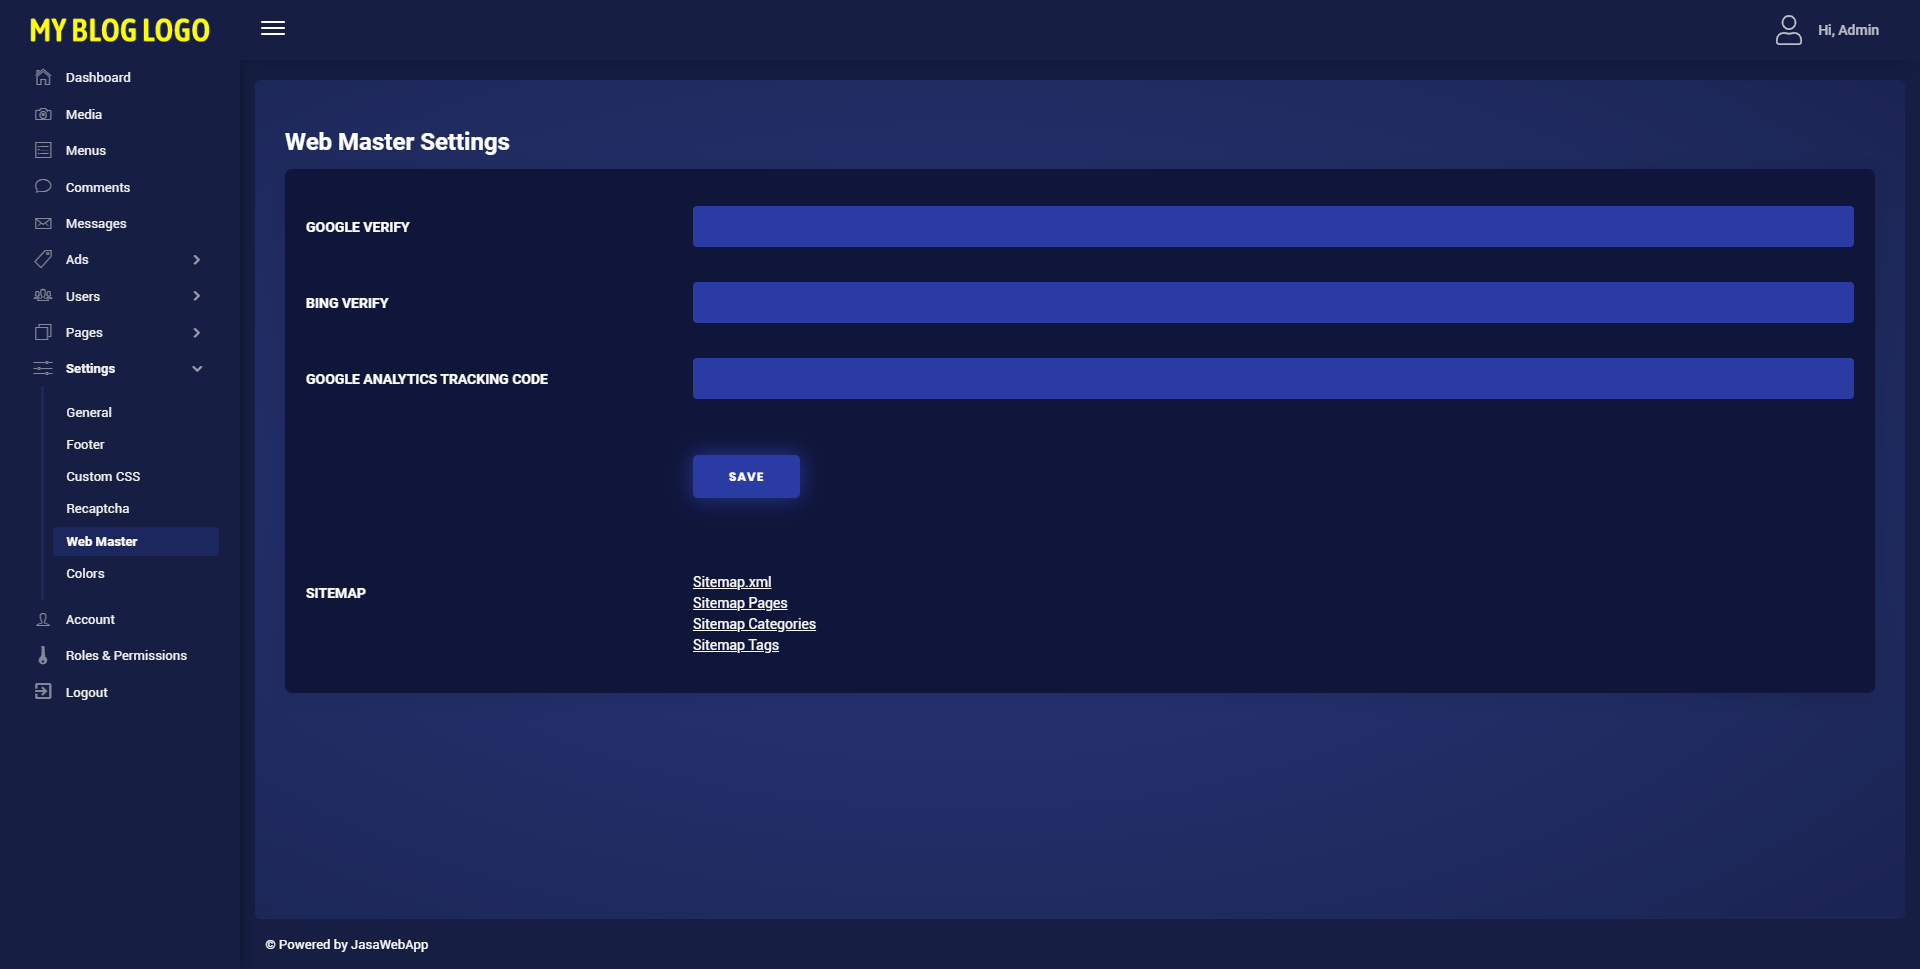 MY BLOG LOGO
Hi, Admin
Dashboard
Media
Menus
Comments
Messages
Ads
Users
Pages
Settings
General
Footer
Custom CSS
Recaptcha
Web Master
Colors
Account
Roles & Permissions
Logout
Web Master Settings
GOOGLE VERIFY
BING VERIFY
GOOGLE ANALYTICS TRACKING CODE
SAVE
SITEMAP
Sitemap.xml
Sitemap Pages
Sitemap Categories
Sitemap Tags
© Powered by JasaWebApp